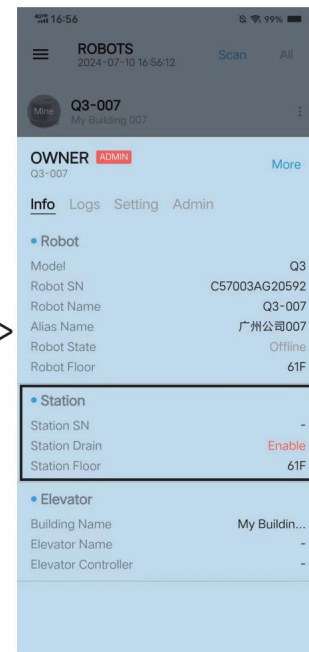 16:56 99%
ROBOTS Scan All
2024-07-10 16:56:12
Mine Q3-007
My Building 007
OWNER ADMIN More
Q3-007
Info Logs Setting Admin
• Robot
Model Q3
Robot SN C57003AG20592
Robot Name Q3-007
Alias Name 广州公司007
Robot State Offline
Robot Floor 61F
• Station
Station SN -
Station Drain Enable
Station Floor 61F
• Elevator
Building Name My Buildin...
Elevator Name -
Elevator Controller -